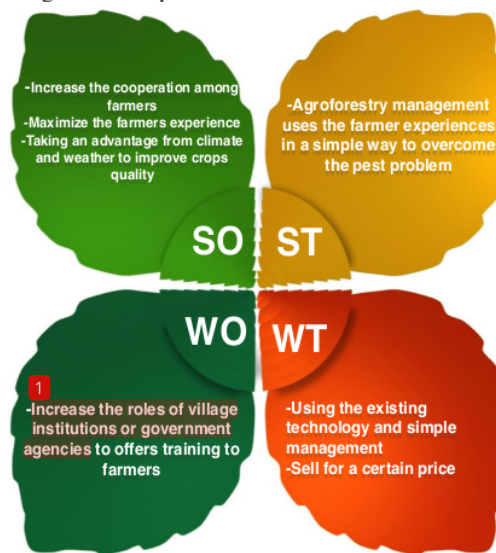 -Increase the cooperation among
farmers
-Maximize the farmers experience
-Taking an advantage from climate
and weather to improve crops
quality
-Agroforestry management
uses the farmer experiences
in a simple way to overcome
the pest problem
SO
ST
WO
WT
1
-Increase the roles of village
institutions or government
agencies to offers training to
farmers
-Using the existing
technology and simple
management
-Sell for a certain price